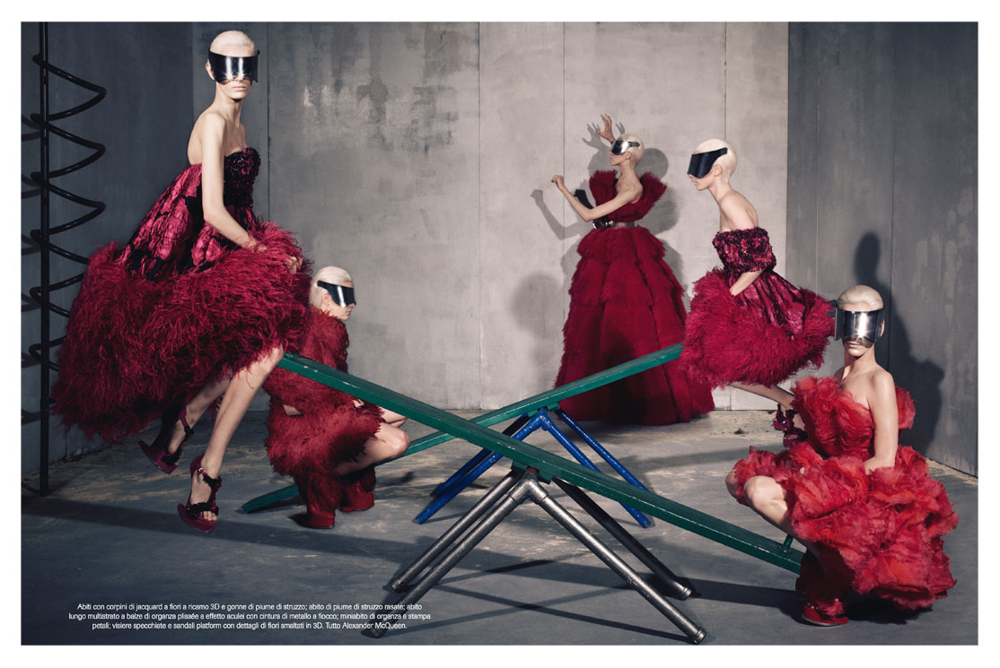 Abiti con corpini di jacquard a fiori a ricamo 3D e gonne di piume di struzzo; abito di piume di struzzo rasate; abito
lungo multistrato a balze di organza plissée a effetto aculei con cintura di metallo a fiocco; miniabito di organza a stampa
petali; visiere specchiate e sandali platform con dettagli di fiori smaltati in 3D. Tutto Alexander McQueen.